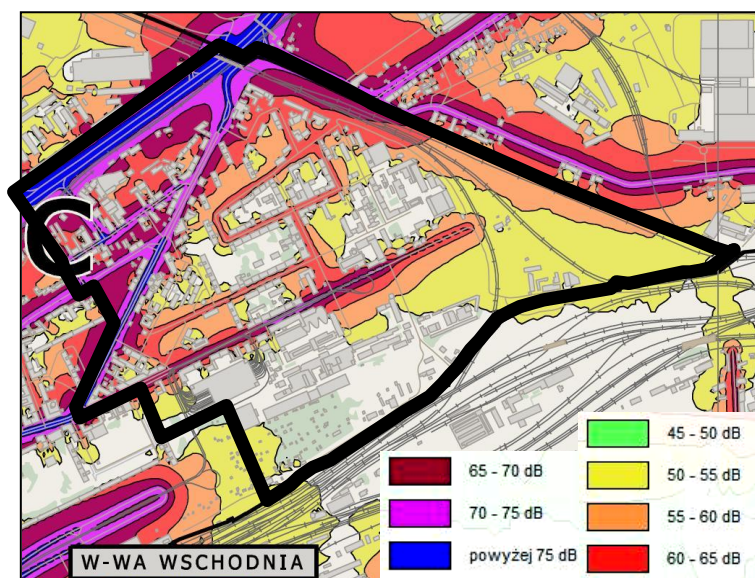 C
45 - 50 dB
65 - 70 dB
50 - 55 dB
70 - 75 dB
55 - 60 dB
powyżej 75 dB
60 - 65 dB
W-WA WSCHODNIA